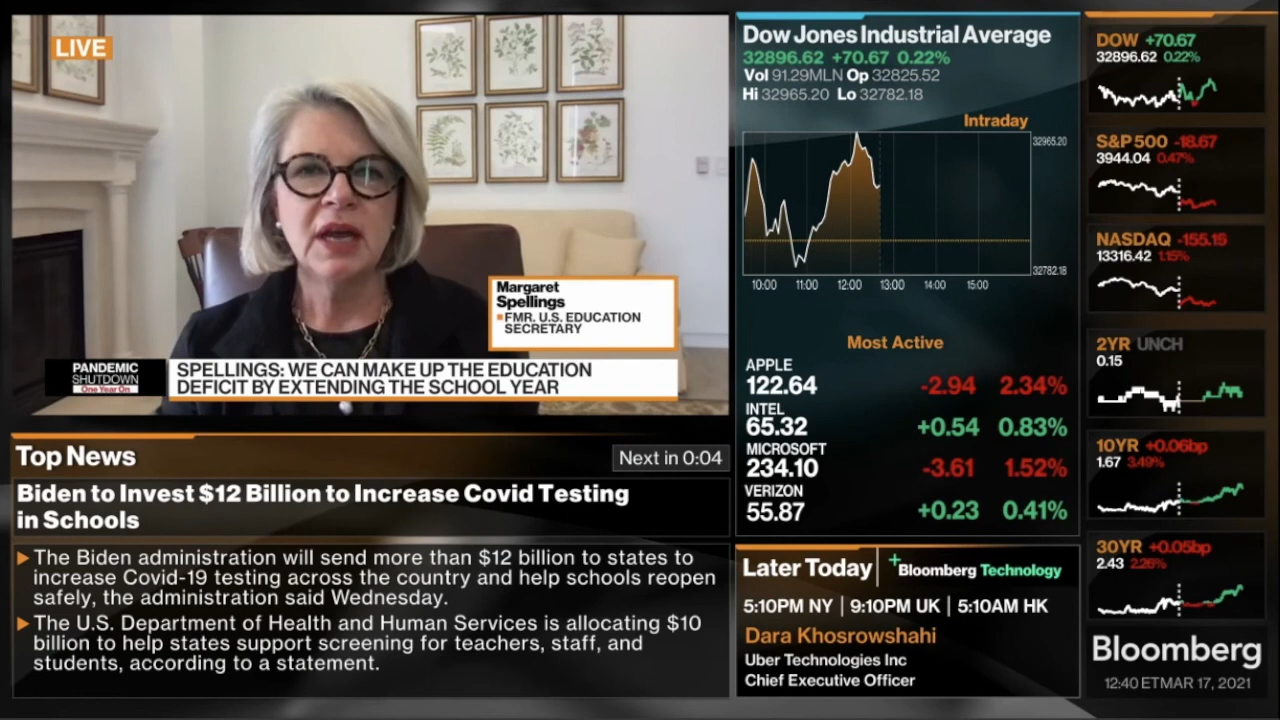 LIVE
Margaret
Spellings
FMR. U.S. EDUCATION
SECRETARY
PANDEMIC
SHUTDOWN
One Year On
SPELLINGS: WE CAN MAKE UP THE EDUCATION
DEFICIT BY EXTENDING THE SCHOOL YEAR
Top News
Next in 0:04
Biden to Invest $12 Billion to Increase Covid Testing
in Schools
The Biden administration will send more than $12 billion to states to
increase Covid-19 testing across the country and help schools reopen
safely, the administration said Wednesday.
The U.S. Department of Health and Human Services is allocating $10
billion to help states support screening for teachers, staff, and
students, according to a statement.
Dow Jones Industrial Average
32896.62 +70.67 0.22%
Vol 91.29MLN Op 32825.52
Hi 32965.20 Lo 32782.18
Intraday
32965.20
32782.18
10:00 11:00 12:00 13:00 14:00 15:00
Most Active
APPLE
122.64 -2.94 2.34%
INTEL
65.32 +0.54 0.83%
MICROSOFT
234.10 -3.61 1.52%
VERIZON
55.87 +0.23 0.41%
Later Today | +Bloomberg Technology
5:10PM NY | 9:10PM UK | 5:10AM HK
Dara Khosrowshahi
Uber Technologies Inc
Chief Executive Officer
DOW +70.67
32896.62 0.22%
S&P 500 -18.67
3944.04 0.47%
NASDAQ -155.15
13316.42 1.15%
2YR UNCH
0.15
10YR +0.06bp
1.67 3.49%
30YR +0.05bp
2.43 2.26%
Bloomberg
12:40 ET MAR 17, 2021